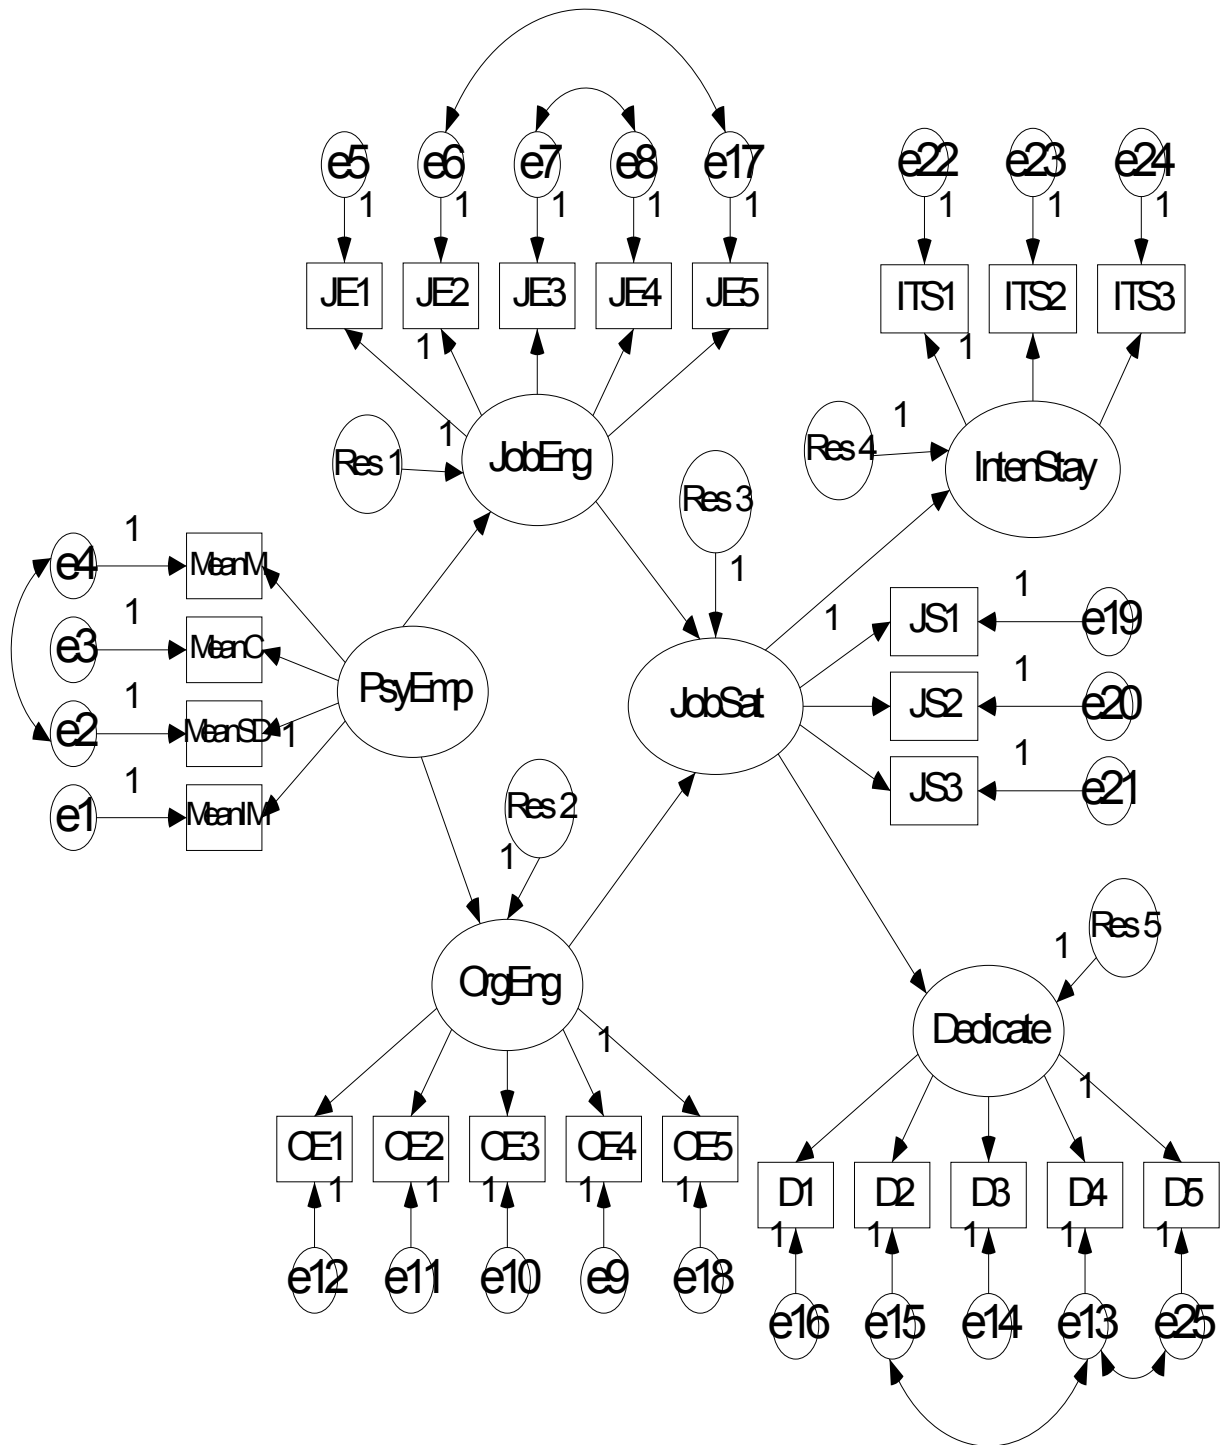 e5 e6 e7 e8 e17 e22 e23 e24
1 1 1 1 1 1 1 1
JE1 JE2 JE3 JE4 JE5 ITS1 ITS2 ITS3
1 1
1 1
Res 1 JobEng Res 4 IntenStay
Res 3
1 1
e4 MeanM
1 1
e3 MeanC 1 JS1 e19
1 PsyEmp 1
e2 MeanSD 1 JobSat JS2 e20
1 1
e1 MeanIM Res 2 JS3 e21
1
Res 5
1
OrgEng
Dedicate
1
1
OE1 OE2 OE3 OE4 OE5
1 1 1 1 1
D1 D2 D3 D4 D5
1 1 1 1 1
e12 e11 e10 e9 e18
e16 e15 e14 e13 e25